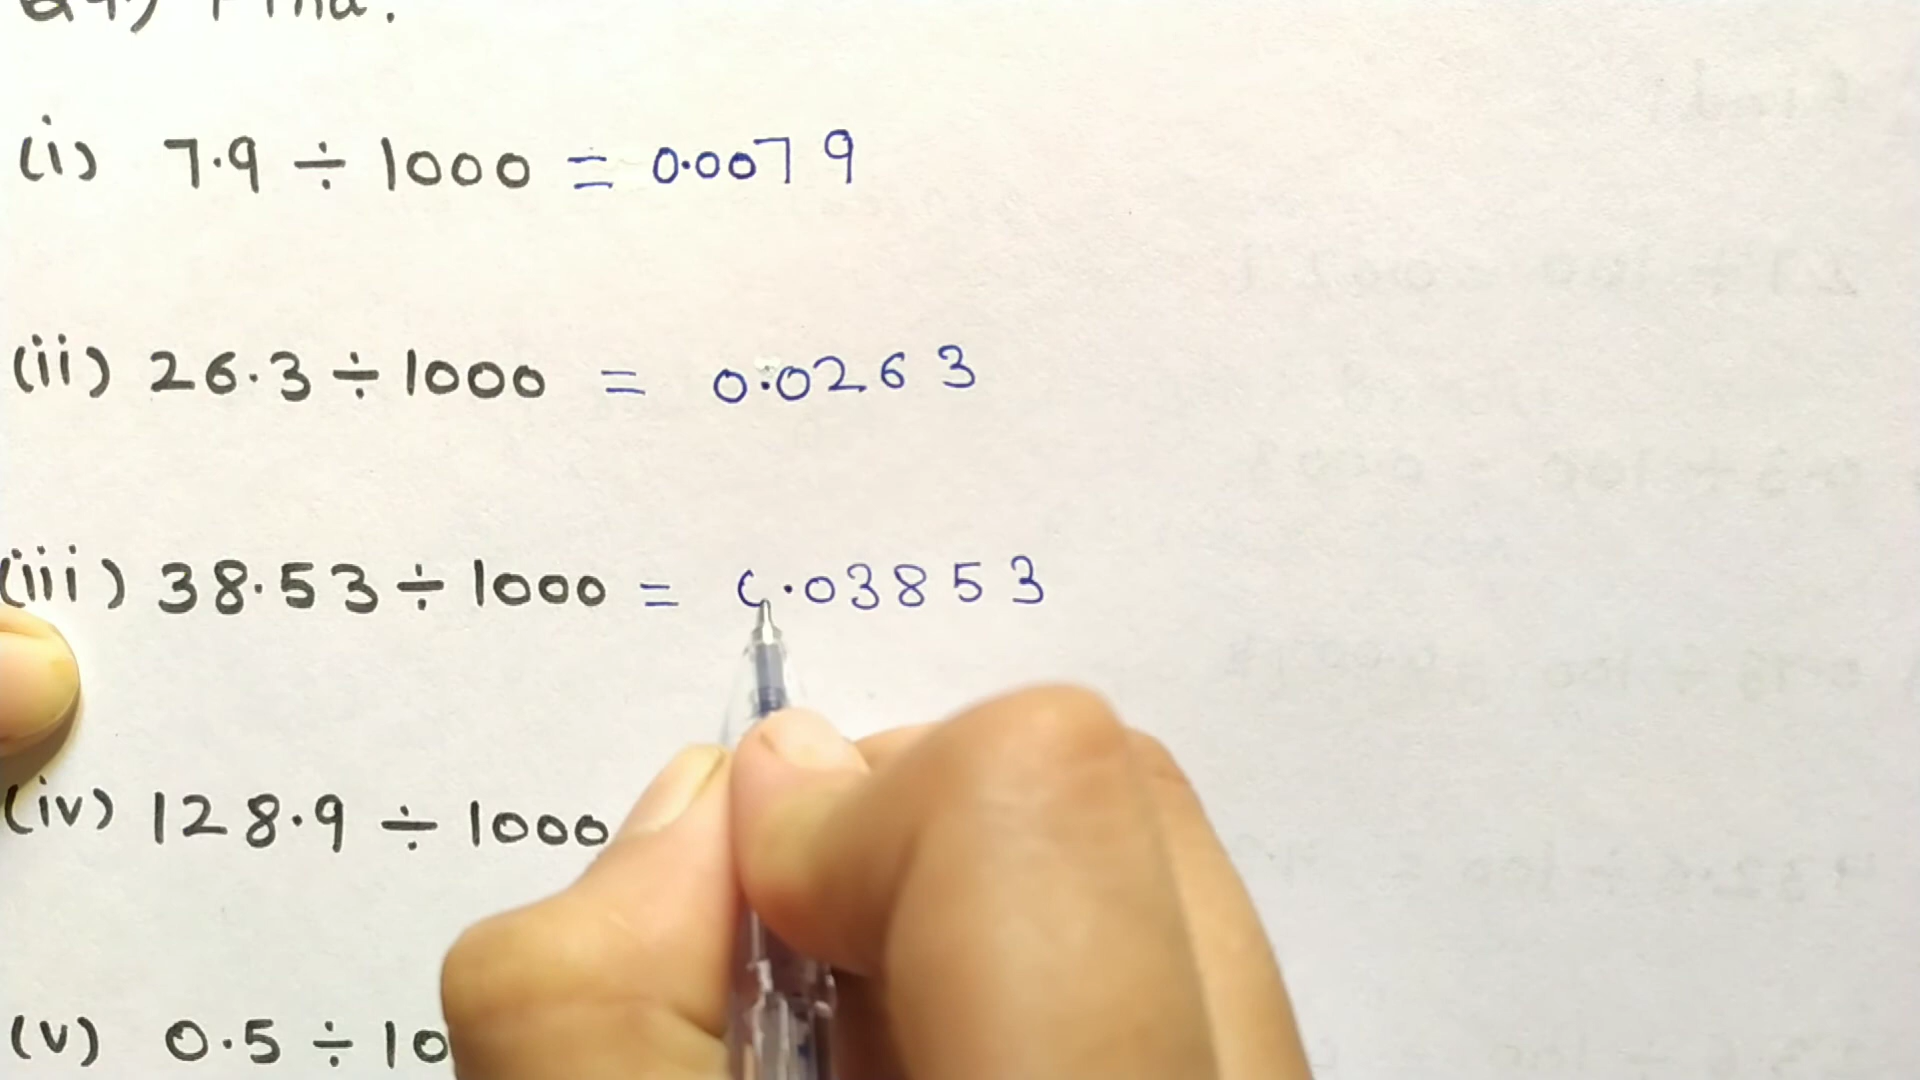 (i) 7.9 ÷ 1000 = 0.0079
(ii) 26.3 ÷ 1000 = 0.0263
(iii) 38.53 ÷ 1000 = 0.03853
(iv) 128.9 ÷ 1000
(v) 0.5 ÷ 10